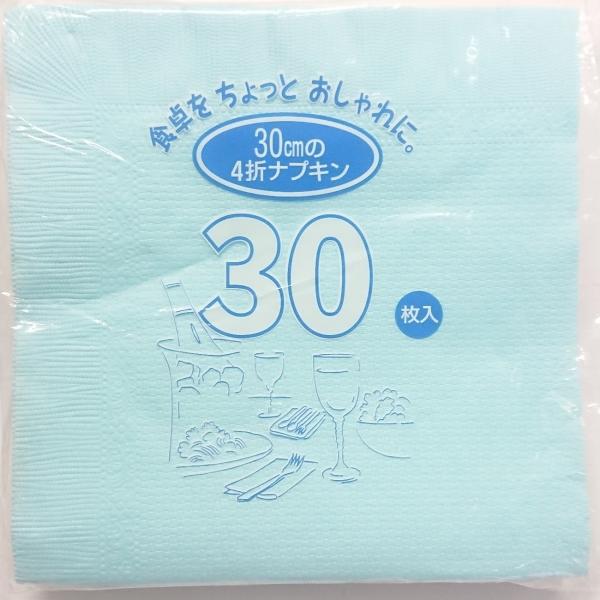 食卓を ちょっと おしゃれに。
30cmの
4折ナプキン
30
枚入